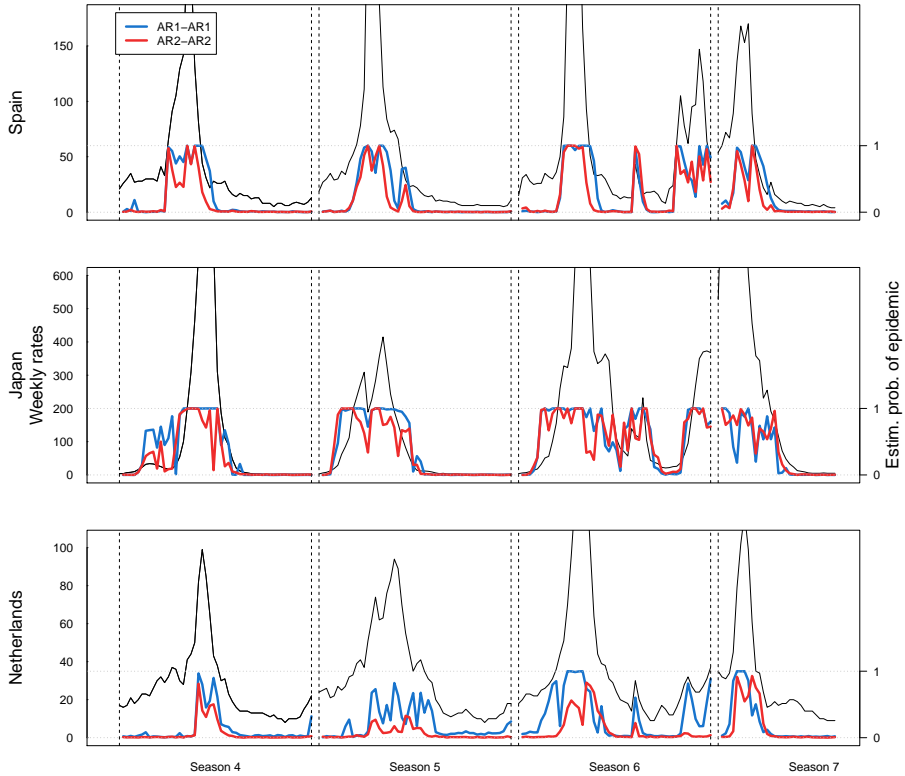 AR1−AR1
AR2−AR2
Spain
150
100
50
0
1
0
Japan
Weekly rates
600
500
400
300
200
100
0
1
0
Estim. prob. of epidemic
Netherlands
100
80
60
40
20
0
1
0
Season 4
Season 5
Season 6
Season 7